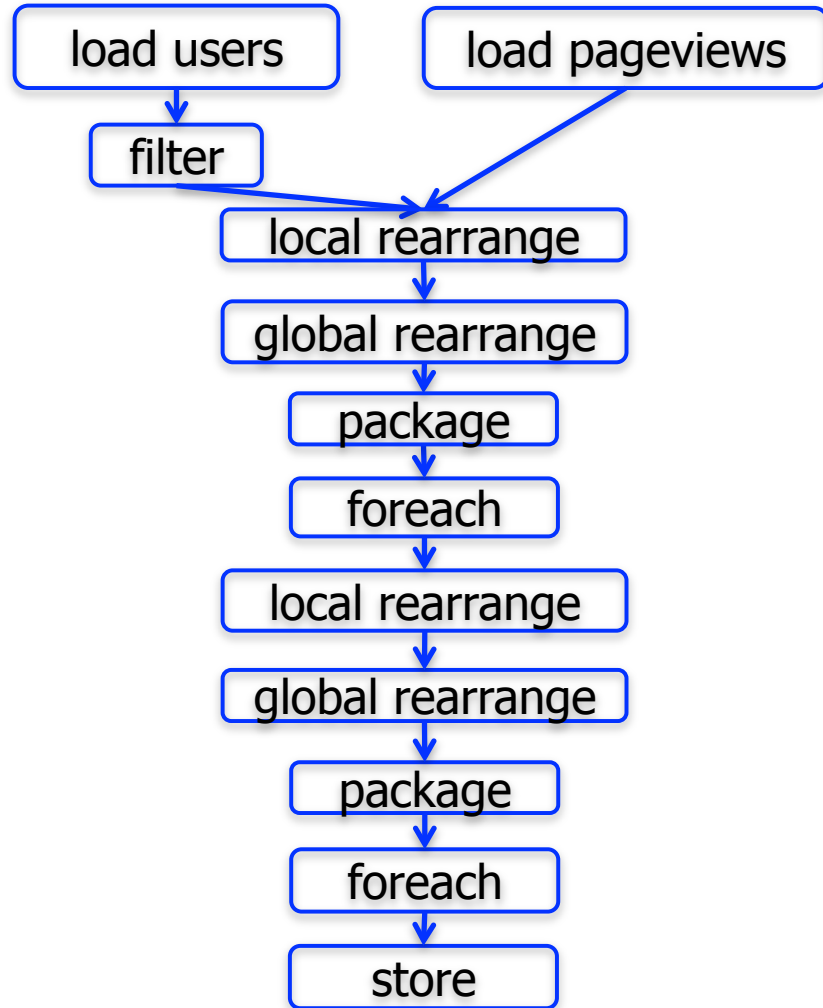 load users
load pageviews
filter
local rearrange
global rearrange
package
foreach
local rearrange
global rearrange
package
foreach
store